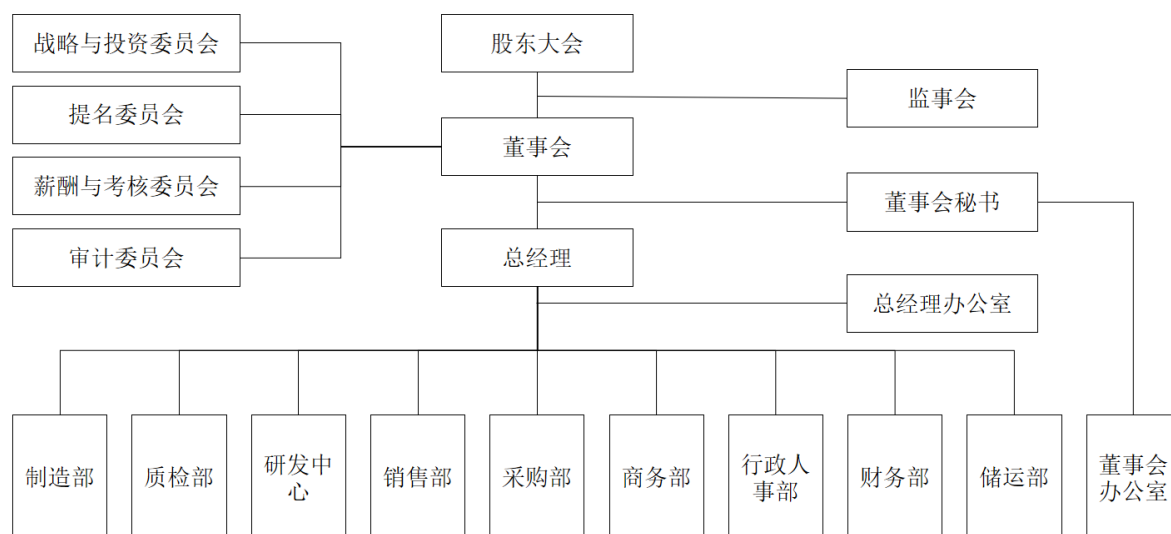 战略与投资委员会
股东大会
监事会
提名委员会
董事会
薪酬与考核委员会
董事会秘书
审计委员会
总经理
总经理办公室
制造部
质检部
研发中
心
销售部
采购部
商务部
行政人
事部
财务部
储运部
董事会
办公室